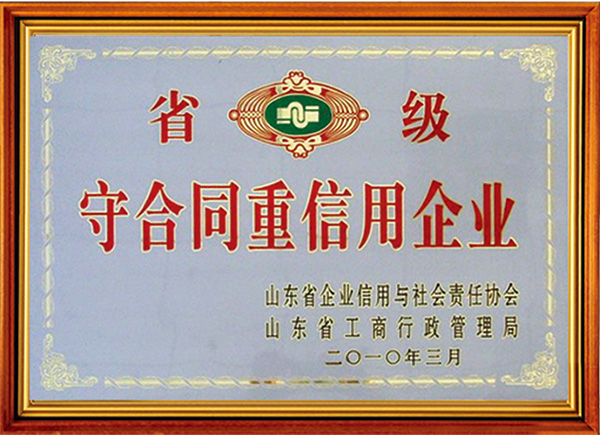 省级
守合同重信用企业
山东省企业信用与社会责任协会
山东省工商行政管理局
二〇一〇年三月